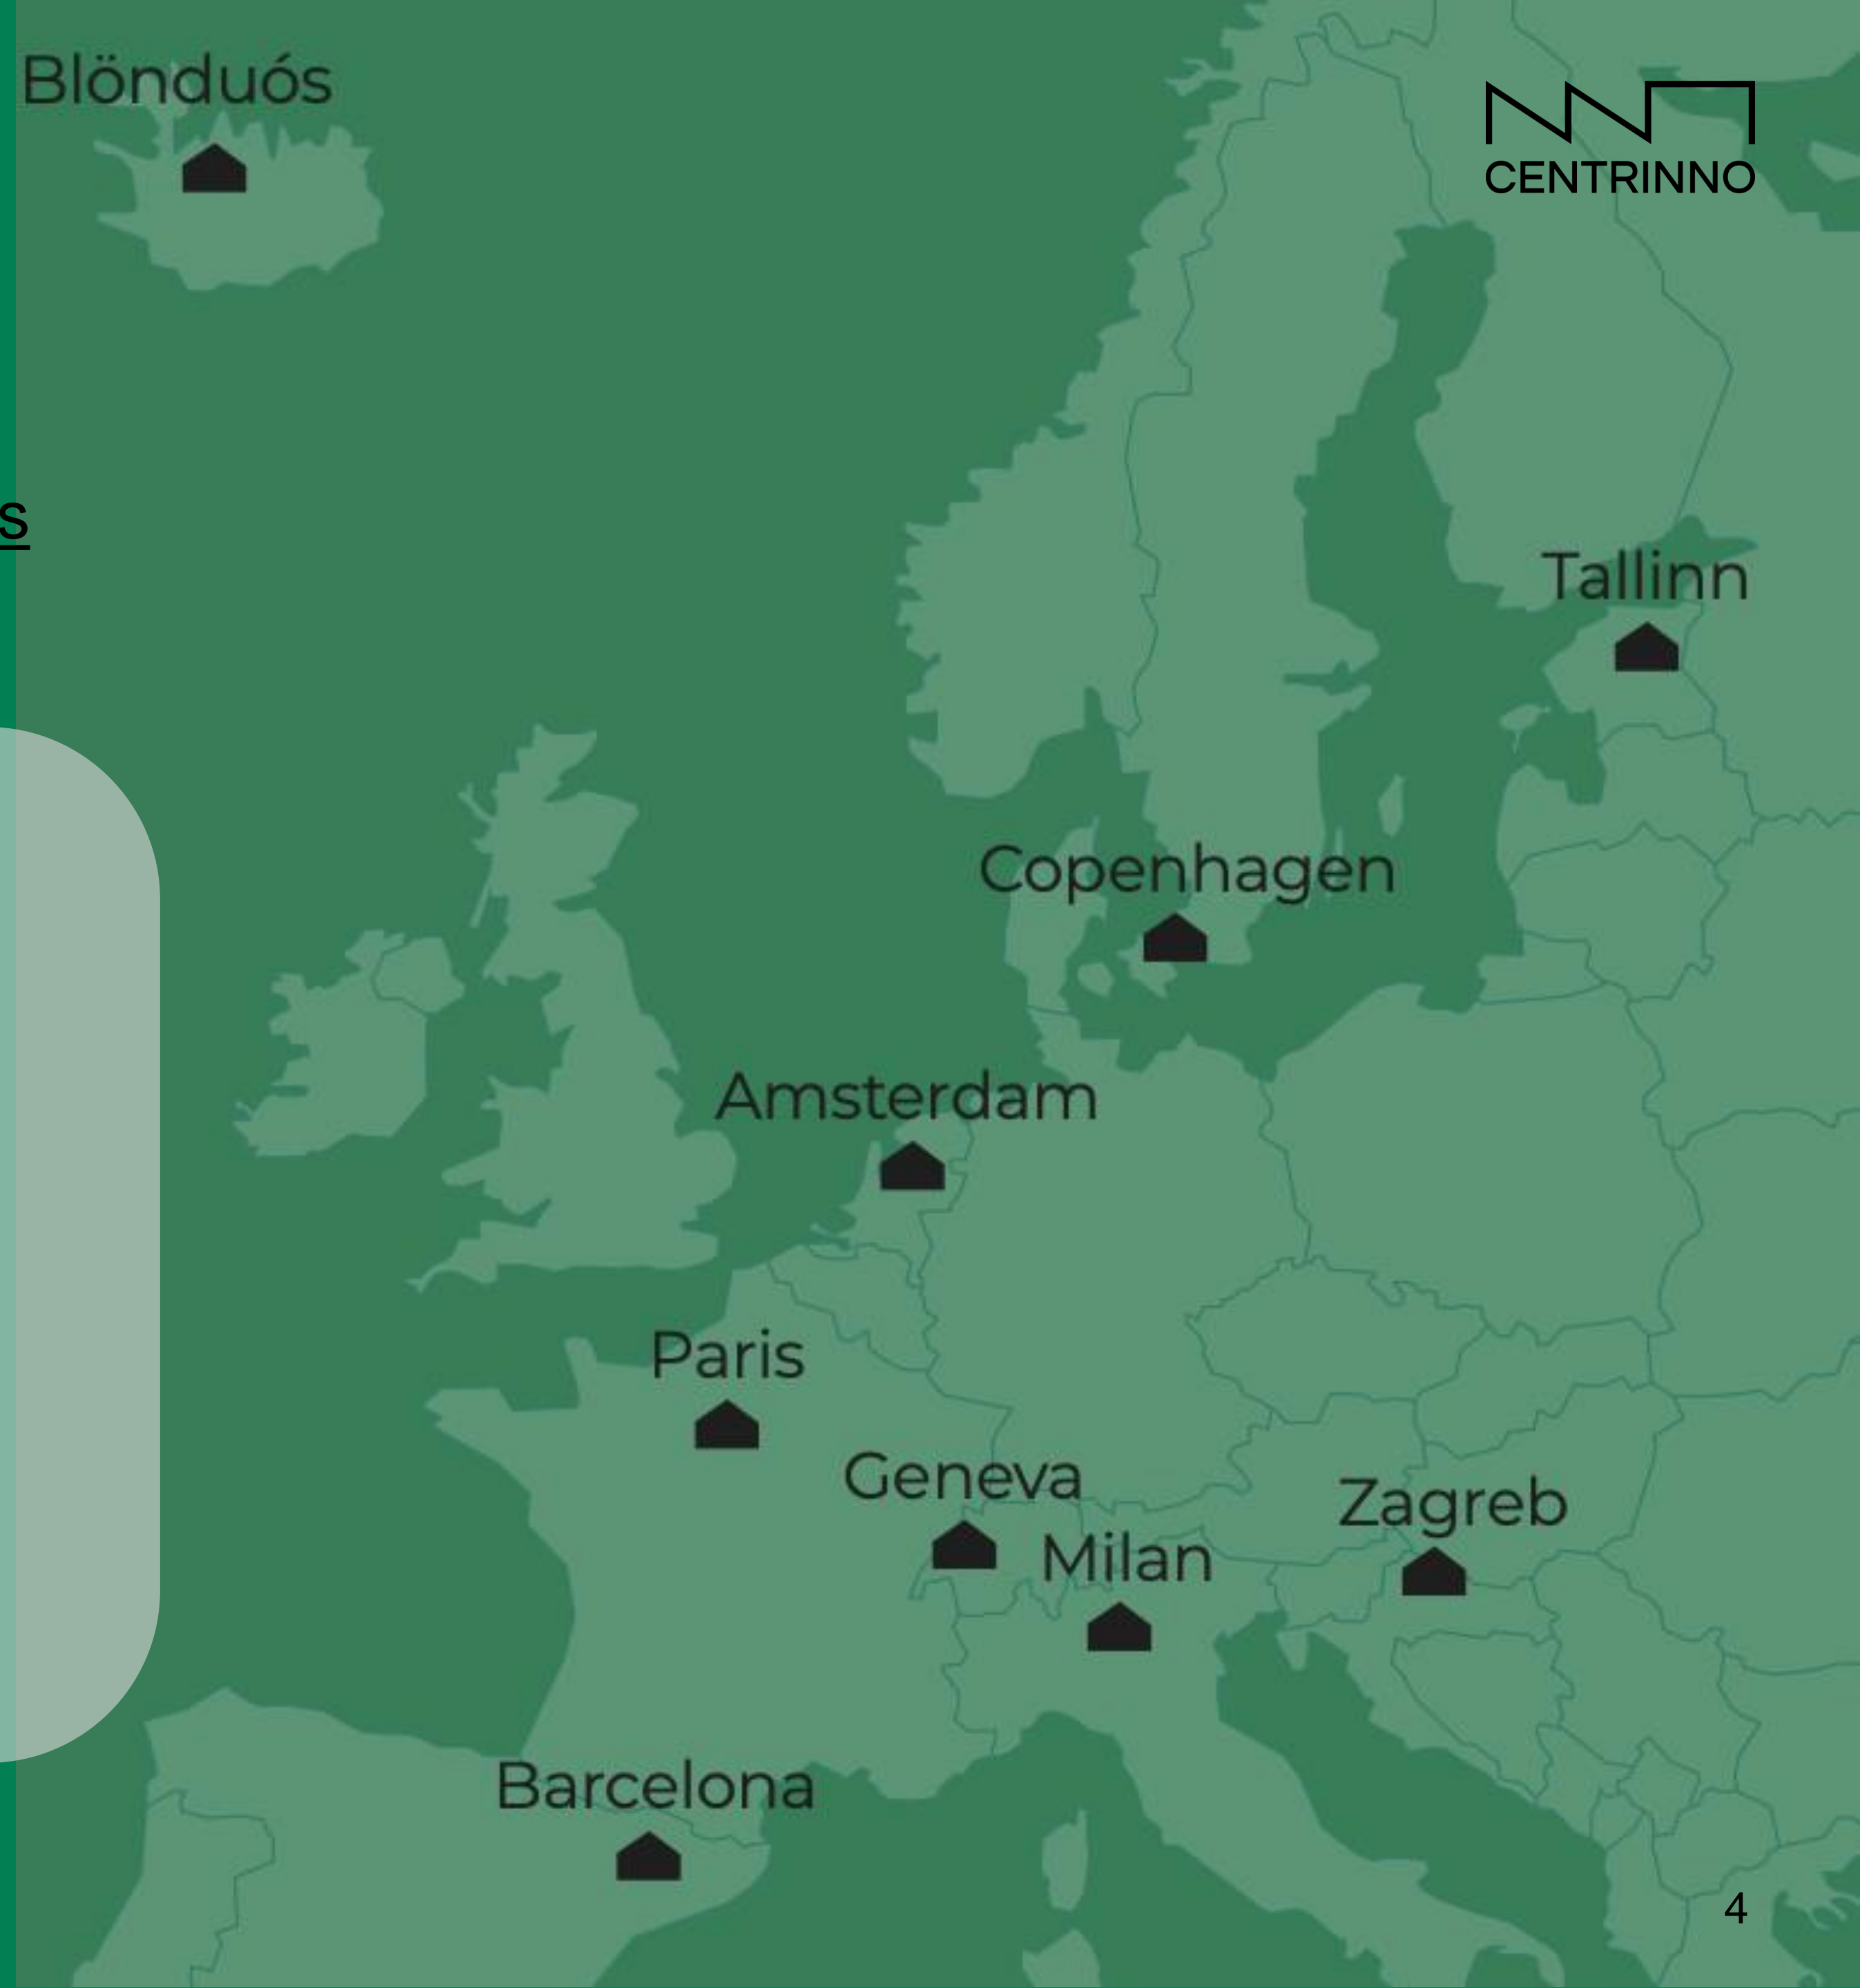 Blönduós
CENTRINNO
s
Tallinn
Copenhagen
Amsterdam
Paris
Geneva
Zagreb
Milan
Barcelona
4